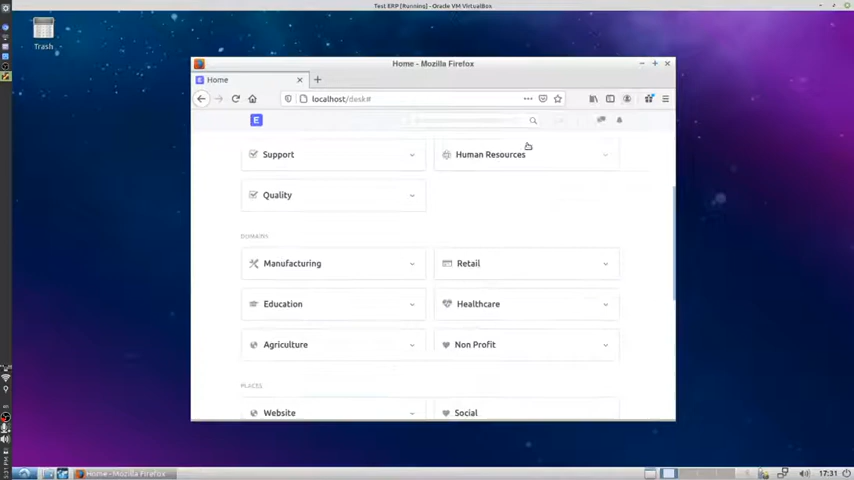 Test ERP [Running] - Oracle VM VirtualBox
Trash
Home - Mozilla Firefox
E Home
localhost/desk#
E
Support
Human Resources
Quality
DOMAINS
Manufacturing
Retail
Education
Healthcare
Agriculture
Non Profit
PLACES
Website
Social
Home - Mozilla Firefox
17:31